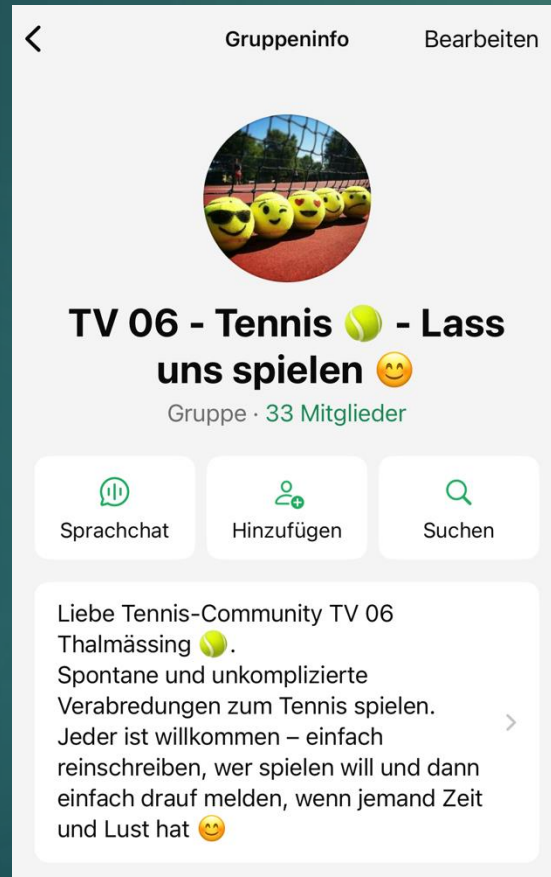 Gruppeninfo Bearbeiten
TV 06 - Tennis 🎾 - Lass
uns spielen 😊
Gruppe · 33 Mitglieder
Sprachchat Hinzufügen Suchen
Liebe Tennis-Community TV 06
Thalmässing 🎾.
Spontane und unkomplizierte
Verabredungen zum Tennis spielen.
Jeder ist willkommen – einfach
reinschreiben, wer spielen will und dann
einfach drauf melden, wenn jemand Zeit
und Lust hat 😊